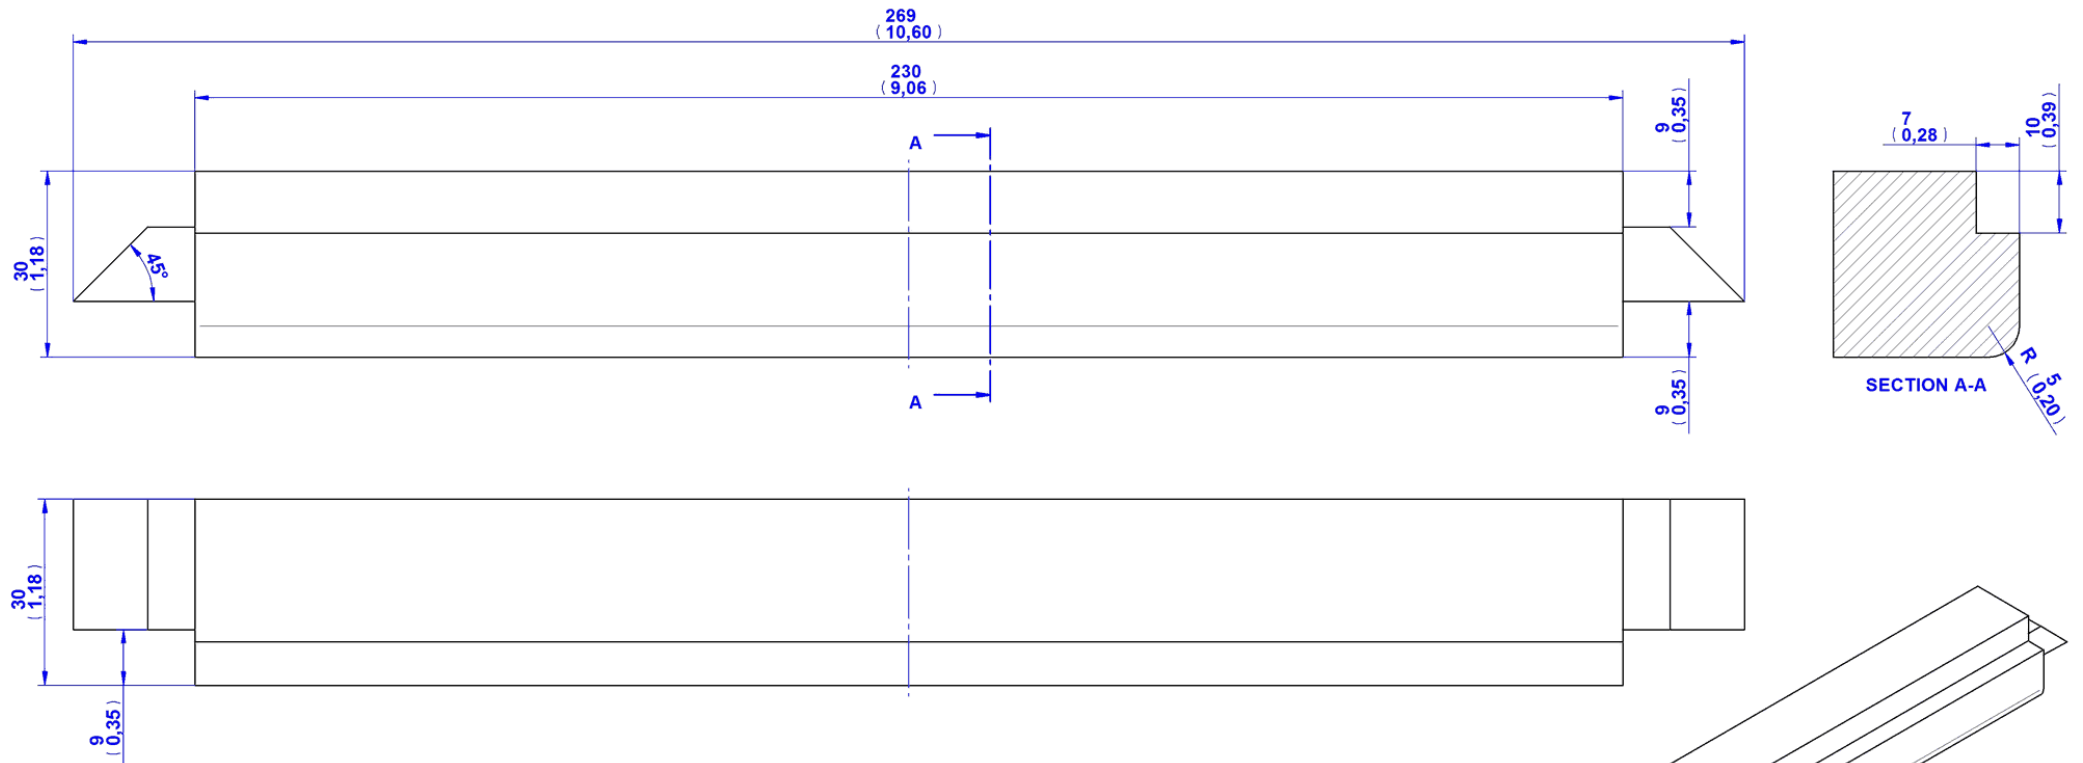 269
( 10,60 )
230
( 9,06 )
A
9
( 0,35 )
7
( 0,28 )
10
( 0,39 )
30
( 1,18 )
45°
A
9
( 0,35 )
SECTION A-A
R 5
( 0,20 )
30
( 1,18 )
9
( 0,35 )